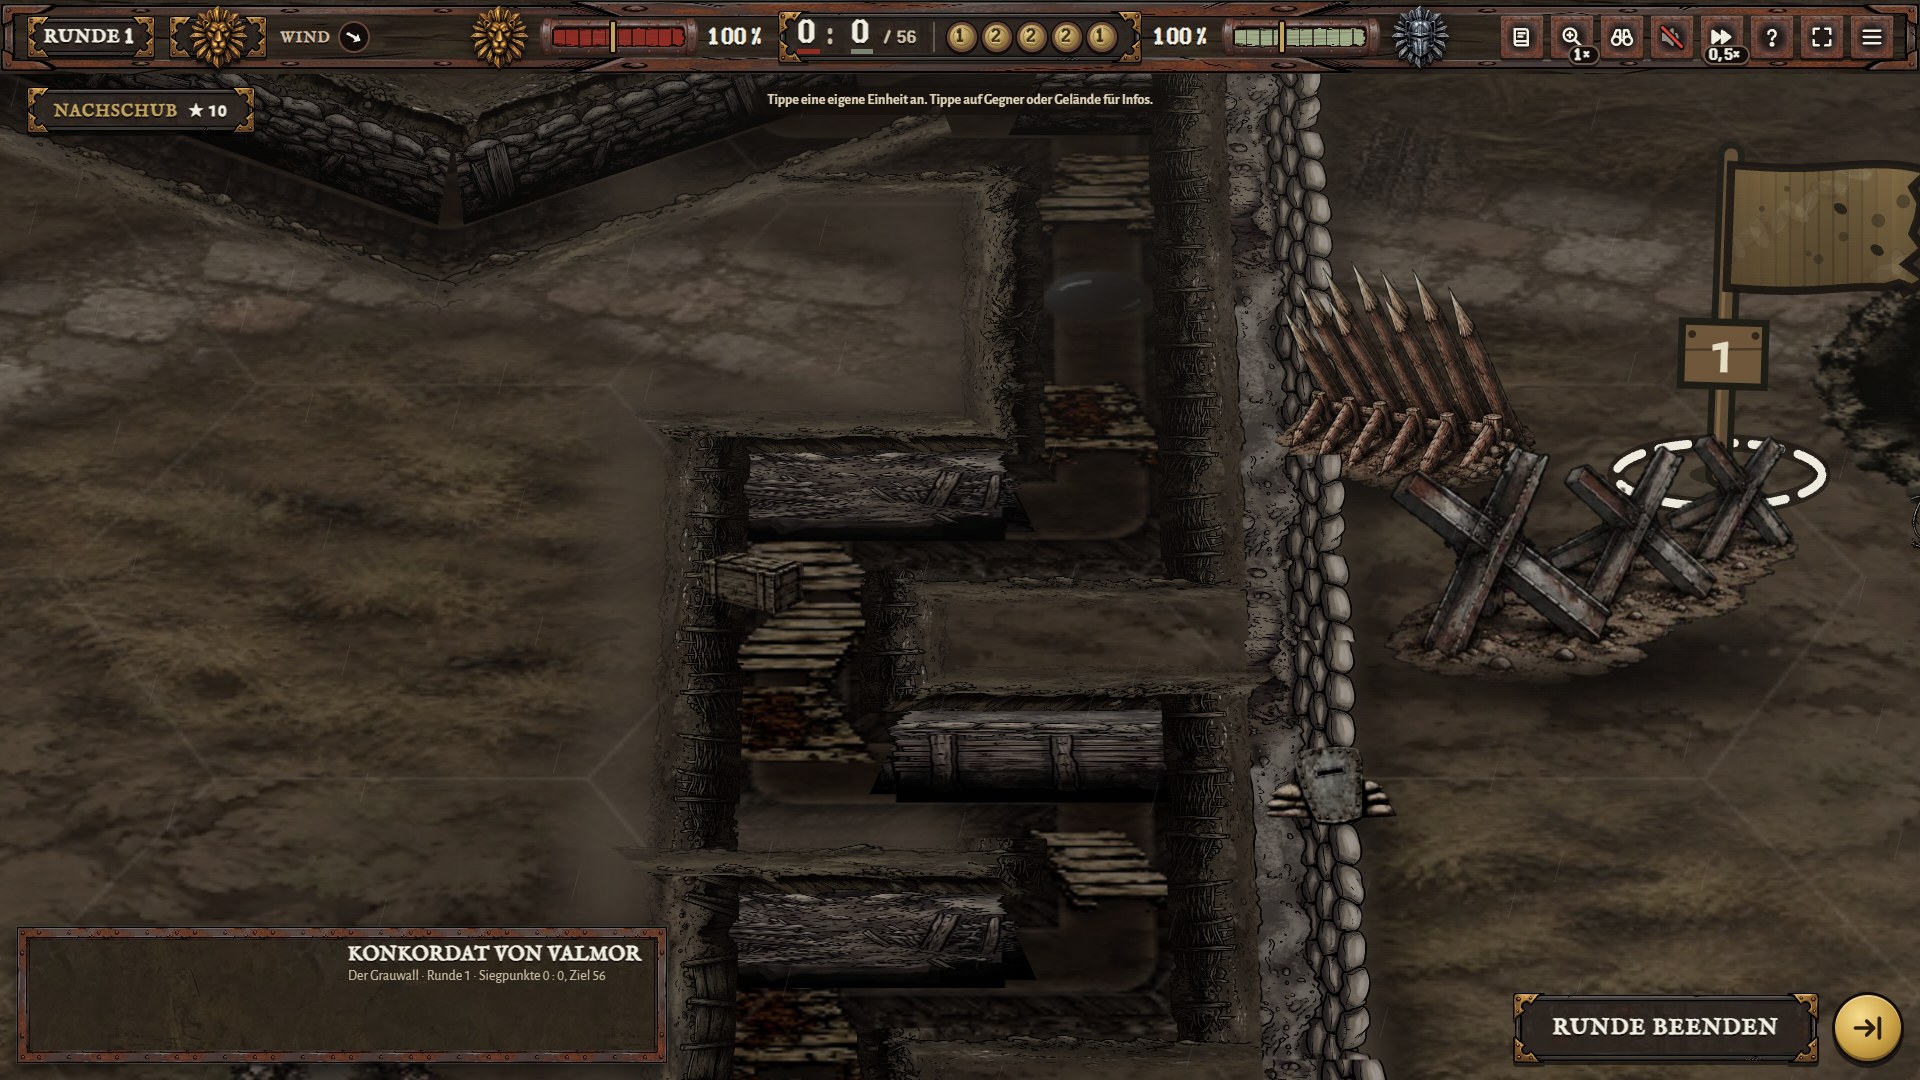 RUNDE 1
WIND
100 %
0 : 0 / 56
1 2 2 2 1
100 %
1×
0,5×
?
NACHSCHUB ★ 10
Tippe eine eigene Einheit an. Tippe auf Gegner oder Gelände für Infos.
1
KONKORDAT VON VALMOR
Der Grauwall · Runde 1 · Siegpunkte 0 : 0, Ziel 56
RUNDE BEENDEN